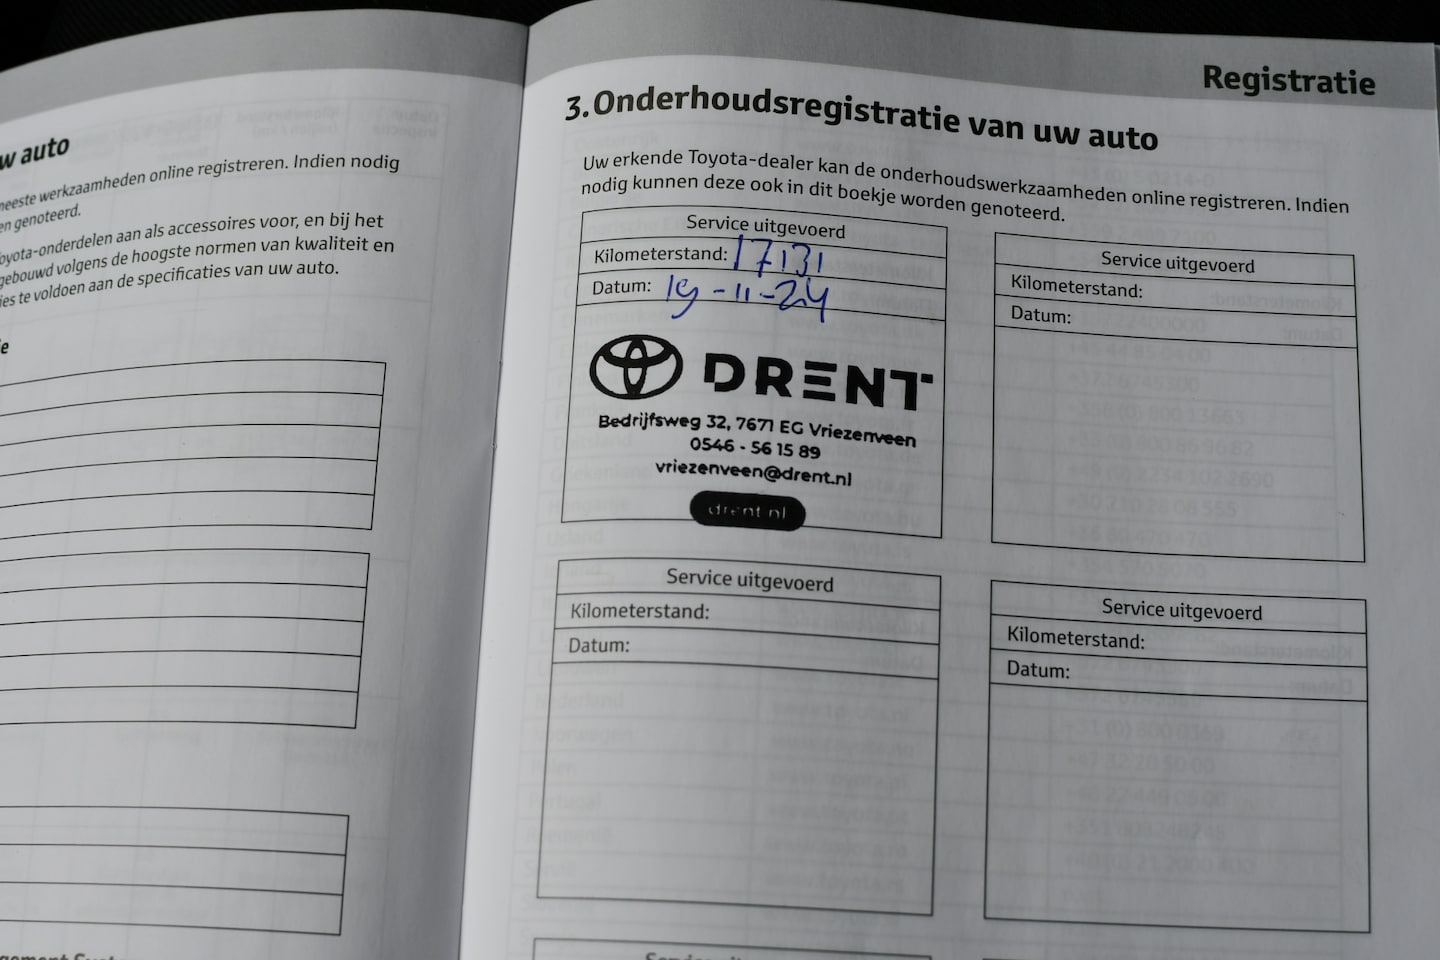 w auto
meeste werkzaamheden online registreren. Indien nodig
en genoteerd.
oyota-onderdelen aan als accessoires voor, en bij het
gebouwd volgens de hoogste normen van kwaliteit en
ies te voldoen aan de specificaties van uw auto.
Registratie
3. Onderhoudsregistratie van uw auto
Uw erkende Toyota-dealer kan de onderhoudswerkzaamheden online registreren. Indien
nodig kunnen deze ook in dit boekje worden genoteerd.
Service uitgevoerd
Kilometerstand: 17131
Datum: 19-11-24
DRENT
Bedrijfsweg 32, 7671 EG Vriezenveen
0546 - 56 15 89
vriezenveen@drent.nl
drent.nl
Service uitgevoerd
Kilometerstand:
Datum:
Service uitgevoerd
Kilometerstand:
Datum:
Service uitgevoerd
Kilometerstand:
Datum: